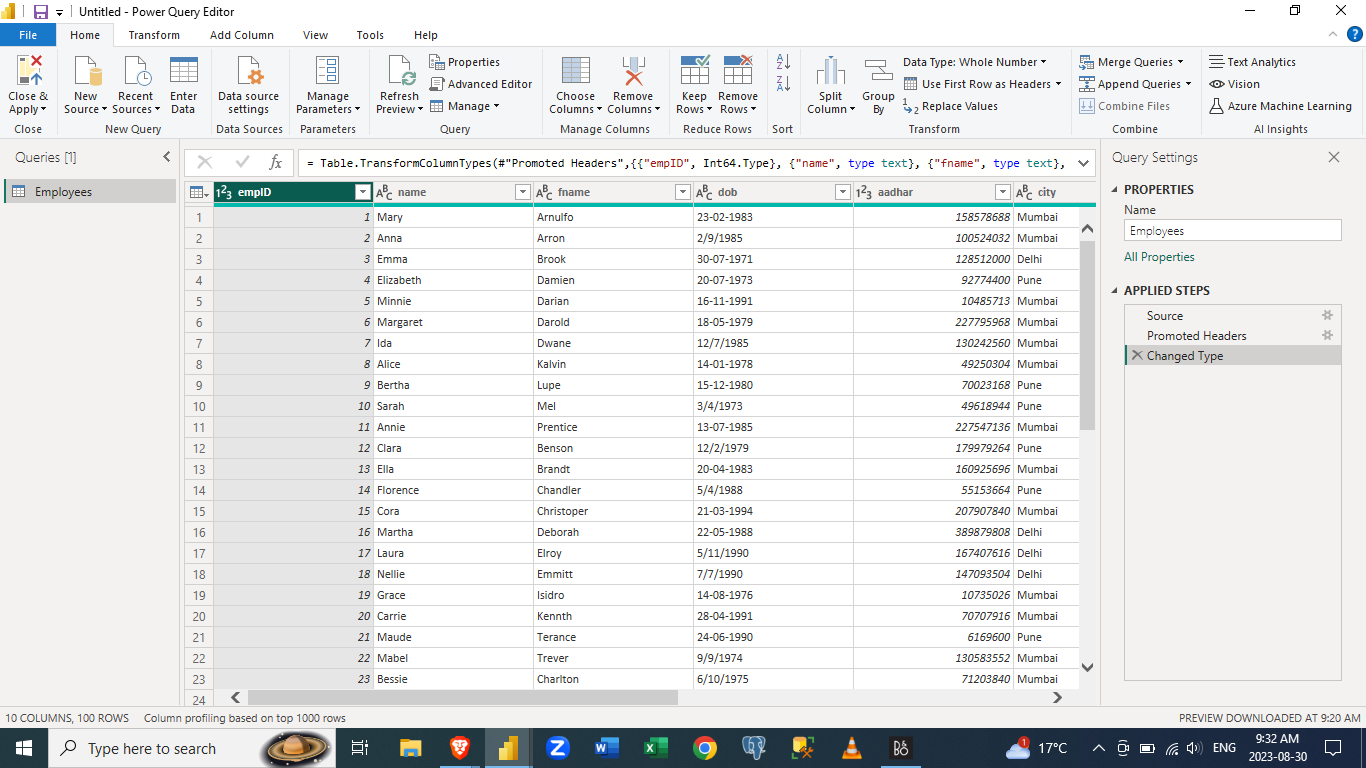 Untitled - Power Query Editor
File Home Transform Add Column View Tools Help
Close & Apply
Close
New Source
Recent Sources
Enter Data
New Query
Data source settings
Data Sources
Manage Parameters
Parameters
Refresh Preview
Properties
Advanced Editor
Manage
Query
Choose Columns
Remove Columns
Manage Columns
Keep Rows
Remove Rows
Reduce Rows
Sort
Split Column
Group By
Data Type: Whole Number
Use First Row as Headers
Replace Values
Transform
Merge Queries
Append Queries
Combine Files
Combine
Text Analytics
Vision
Azure Machine Learning
AI Insights
Queries [1]
Employees
fx = Table.TransformColumnTypes(#"Promoted Headers",{{"empID", Int64.Type}, {"name", type text}, {"fname", type text},
empID name fname dob aadhar city
1 1 Mary Arnulfo 23-02-1983 158578688 Mumbai
2 2 Anna Arron 2/9/1985 100524032 Mumbai
3 3 Emma Brook 30-07-1971 128512000 Delhi
4 4 Elizabeth Damien 20-07-1973 92774400 Pune
5 5 Minnie Darian 16-11-1991 10485713 Mumbai
6 6 Margaret Darold 18-05-1979 227795968 Mumbai
7 7 Ida Dwane 12/7/1985 130242560 Mumbai
8 8 Alice Kalvin 14-01-1978 49250304 Mumbai
9 9 Bertha Lupe 15-12-1980 70023168 Pune
10 10 Sarah Mel 3/4/1973 49618944 Pune
11 11 Annie Prentice 13-07-1985 227547136 Mumbai
12 12 Clara Benson 12/2/1979 179979264 Pune
13 13 Ella Brandt 20-04-1983 160925696 Mumbai
14 14 Florence Chandler 5/4/1988 55153664 Pune
15 15 Cora Christoper 21-03-1994 207907840 Mumbai
16 16 Martha Deborah 22-05-1988 389879808 Delhi
17 17 Laura Elroy 5/11/1990 167407616 Delhi
18 18 Nellie Emmitt 7/7/1990 147093504 Delhi
19 19 Grace Isidro 14-08-1976 10735026 Mumbai
20 20 Carrie Kennth 28-04-1991 70707916 Mumbai
21 21 Maude Terance 24-06-1990 6169600 Pune
22 22 Mabel Trever 9/9/1974 130583552 Mumbai
23 23 Bessie Charlton 6/10/1975 71203840 Mumbai
24
Query Settings
PROPERTIES
Name
Employees
All Properties
APPLIED STEPS
Source
Promoted Headers
Changed Type
10 COLUMNS, 100 ROWS Column profiling based on top 1000 rows PREVIEW DOWNLOADED AT 9:20 AM
Type here to search
1
17°C
ENG
9:32 AM
2023-08-30